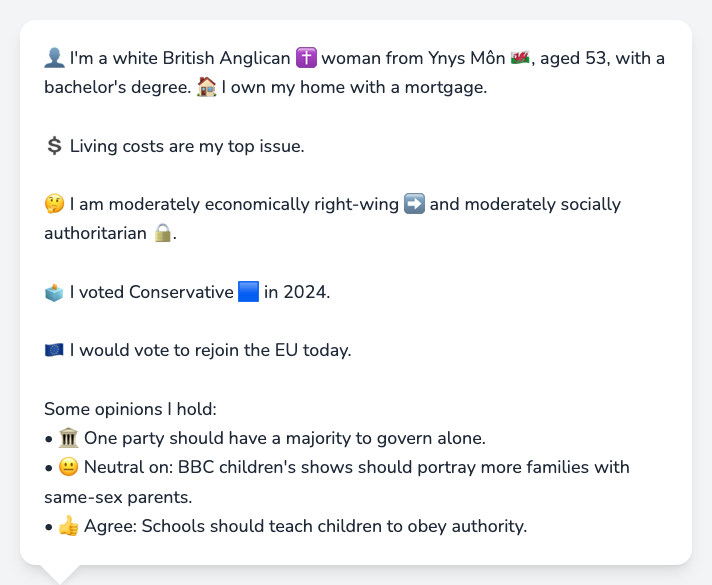 👤 I'm a white British Anglican ✝️ woman from Ynys Môn 🏴󠁧󠁢󠁷󠁬󠁳󠁿, aged 53, with a
bachelor's degree. 🏠 I own my home with a mortgage.
💲 Living costs are my top issue.
🤔 I am moderately economically right-wing ➡️ and moderately socially
authoritarian 🔒.
🗳️ I voted Conservative 🟦 in 2024.
🇪🇺 I would vote to rejoin the EU today.
Some opinions I hold:
• 🏛️ One party should have a majority to govern alone.
• 😐 Neutral on: BBC children's shows should portray more families with
same-sex parents.
• 👍 Agree: Schools should teach children to obey authority.